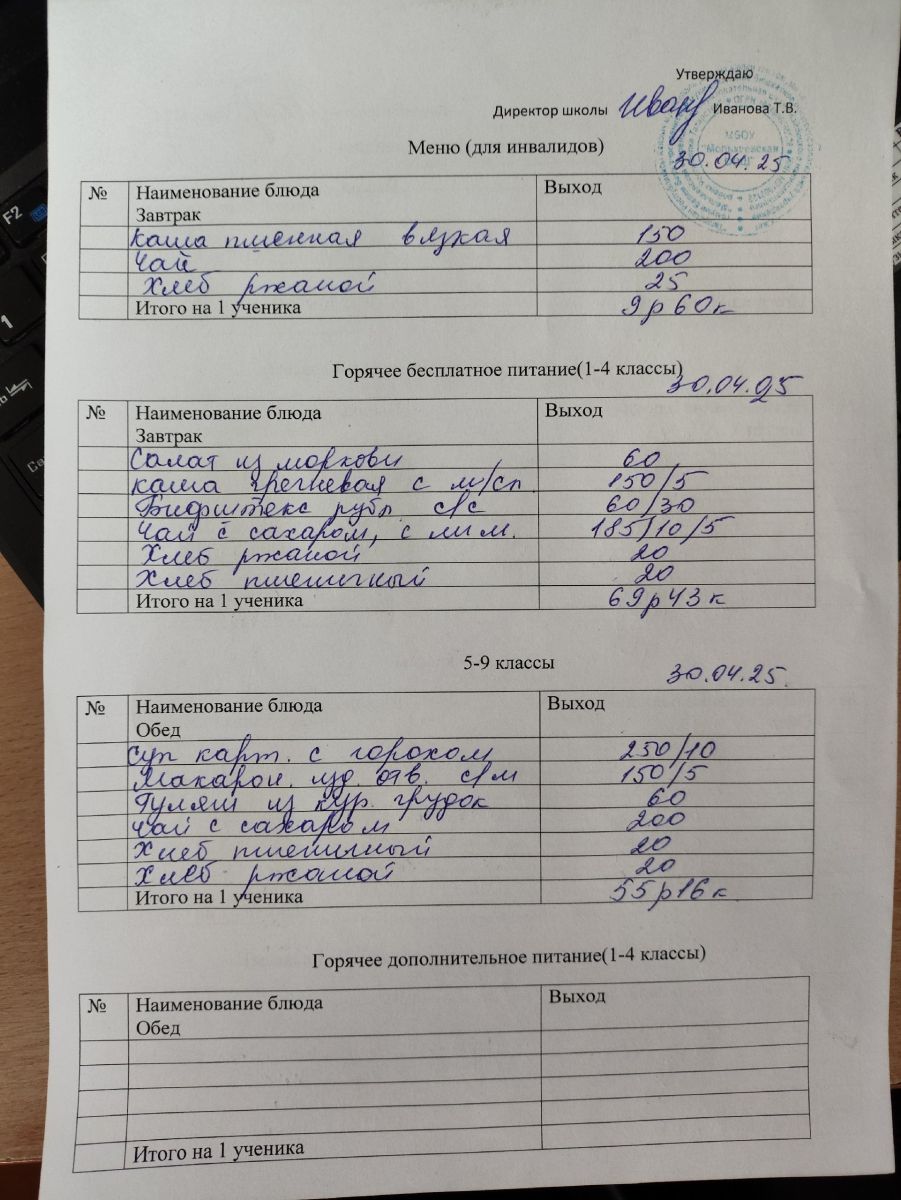 Утверждаю
Директор школы Иванова Т.В.
МБОУ
30.04.25
Меню (для инвалидов)
№ Наименование блюда Выход
Завтрак
Каша пшенная вязкая 150
Чай 200
Хлеб ржаной 25
Итого на 1 ученика 9р60к
Горячее бесплатное питание(1-4 классы)
30.04.25
№ Наименование блюда Выход
Завтрак
Салат из моркови 60
каша гречневая с м/сл. 150/5
Бифштекс рубл с/с 60/30
Чай с сахаром, с лим. 185/10/5
Хлеб ржаной 20
Хлеб пшеничный 20
Итого на 1 ученика 69р43к
5-9 классы
30.04.25.
№ Наименование блюда Выход
Обед
Суп карт. с горохом 250/10
Макарон. изд. отв. с/м 150/5
Гуляш из кур. грудок 60
Чай с сахаром 200
Хлеб пшеничный 20
Хлеб ржаной 20
Итого на 1 ученика 55р16к
Горячее дополнительное питание(1-4 классы)
№ Наименование блюда Выход
Обед
Итого на 1 ученика